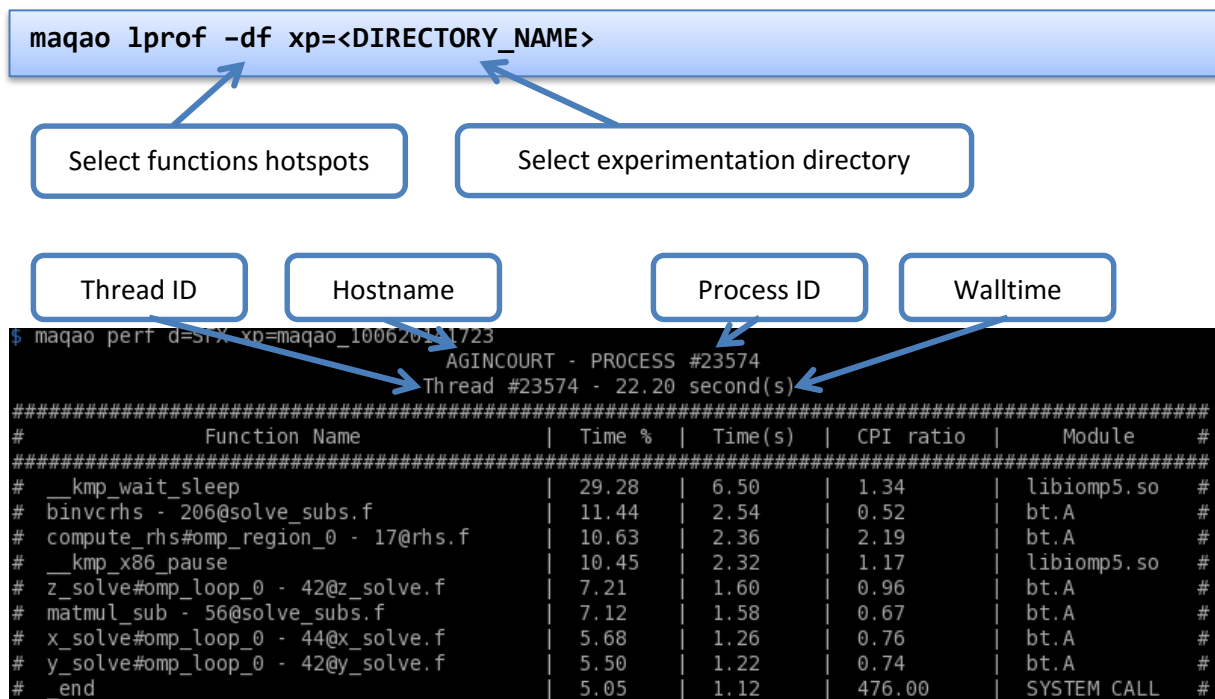 maqao lprof –df xp=<DIRECTORY_NAME>
Select functions hotspots
Select experimentation directory
Thread ID
Hostname
Process ID
Walltime
$ maqao perf d=SFX xp=maqao_100620141723
AGINCOURT - PROCESS #23574
Thread #23574 - 22.20 second(s)
####################################################################################################
# Function Name | Time % | Time(s) | CPI ratio | Module #
####################################################################################################
# __kmp_wait_sleep | 29.28 | 6.50 | 1.34 | libiomp5.so #
# binvcrhs - 206@solve_subs.f | 11.44 | 2.54 | 0.52 | bt.A #
# compute_rhs#omp_region_0 - 17@rhs.f | 10.63 | 2.36 | 2.19 | bt.A #
# __kmp_x86_pause | 10.45 | 2.32 | 1.17 | libiomp5.so #
# z_solve#omp_loop_0 - 42@z_solve.f | 7.21 | 1.60 | 0.96 | bt.A #
# matmul_sub - 56@solve_subs.f | 7.12 | 1.58 | 0.67 | bt.A #
# x_solve#omp_loop_0 - 44@x_solve.f | 5.68 | 1.26 | 0.76 | bt.A #
# y_solve#omp_loop_0 - 42@y_solve.f | 5.50 | 1.22 | 0.74 | bt.A #
# _end | 5.05 | 1.12 | 476.00 | SYSTEM CALL #